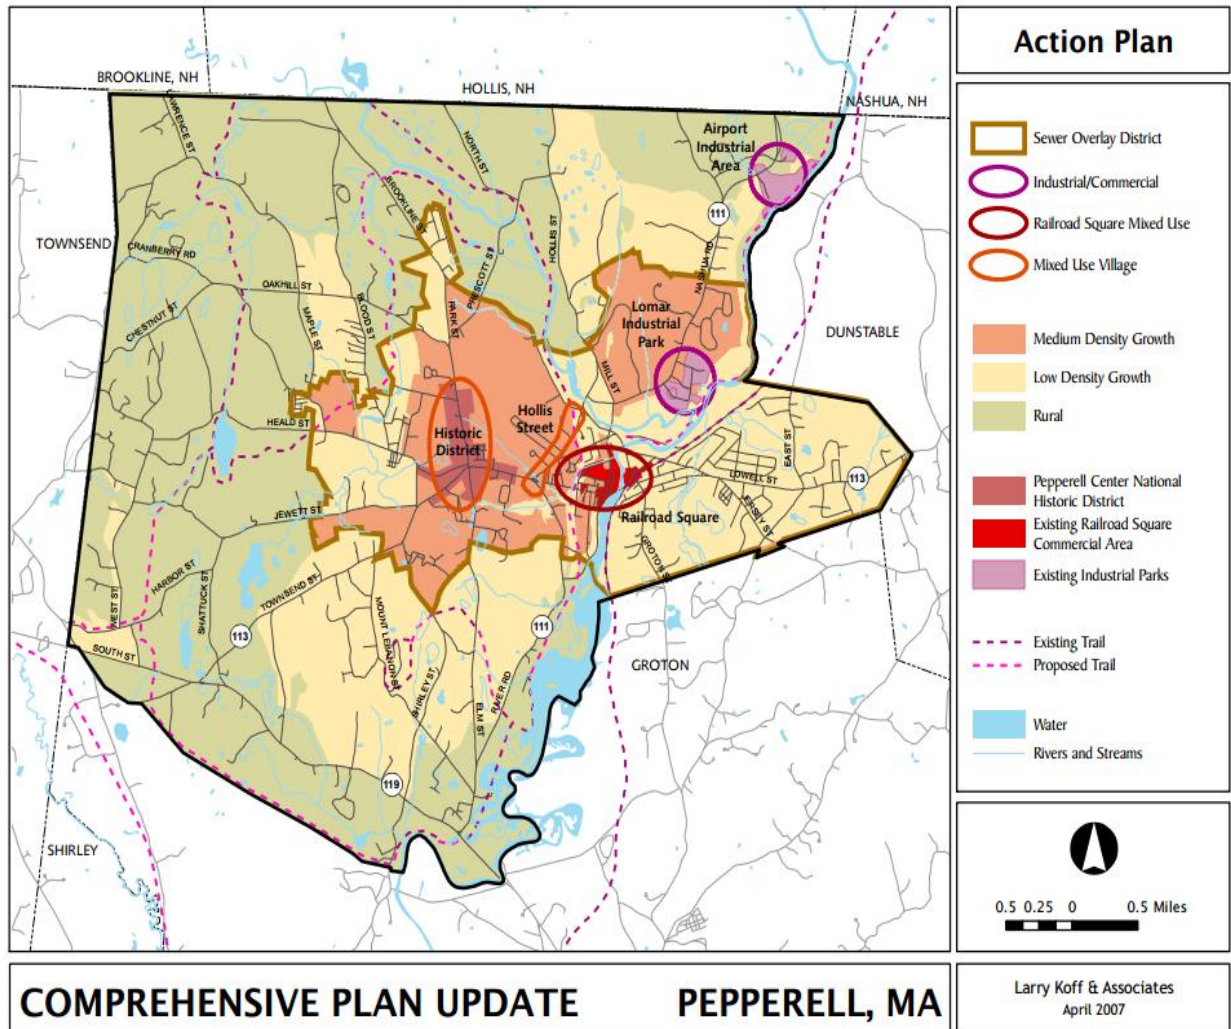 Action Plan
BROOKLINE, NH
HOLLIS, NH
NASHUA, NH
LAWRENCE ST
NORTH ST
Airport
Industrial
Area
BROOKLINE ST
111
HOLLIS ST
TOWNSEND
CRANBERRY RD
PRESCOTT ST
NASHUA RD
OAKHILL ST
CHESTNUT ST
MAPLE ST
BLOOD ST
PARK ST
Lomar
Industrial
Park
DUNSTABLE
MILL ST
HEALD ST
Historic
District
Hollis
Street
EAST ST
LOWELL ST
113
JEWETT ST
Railroad Square
JERSEY ST
GROTON ST
HARBOR ST
WEST ST
SHATTUCK ST
TOWNSEND ST
113
MOUNT LEBANON ST
111
SOUTH ST
SHIRLEY ST
ELM ST
RIVER RD
GROTON
119
SHIRLEY
Sewer Overlay District
Industrial/Commercial
Railroad Square Mixed Use
Mixed Use Village
Medium Density Growth
Low Density Growth
Rural
Pepperell Center National
Historic District
Existing Railroad Square
Commercial Area
Existing Industrial Parks
Existing Trail
Proposed Trail
Water
Rivers and Streams
0.5 0.25 0 0.5 Miles
COMPREHENSIVE PLAN UPDATE PEPPERELL, MA
Larry Koff & Associates
April 2007